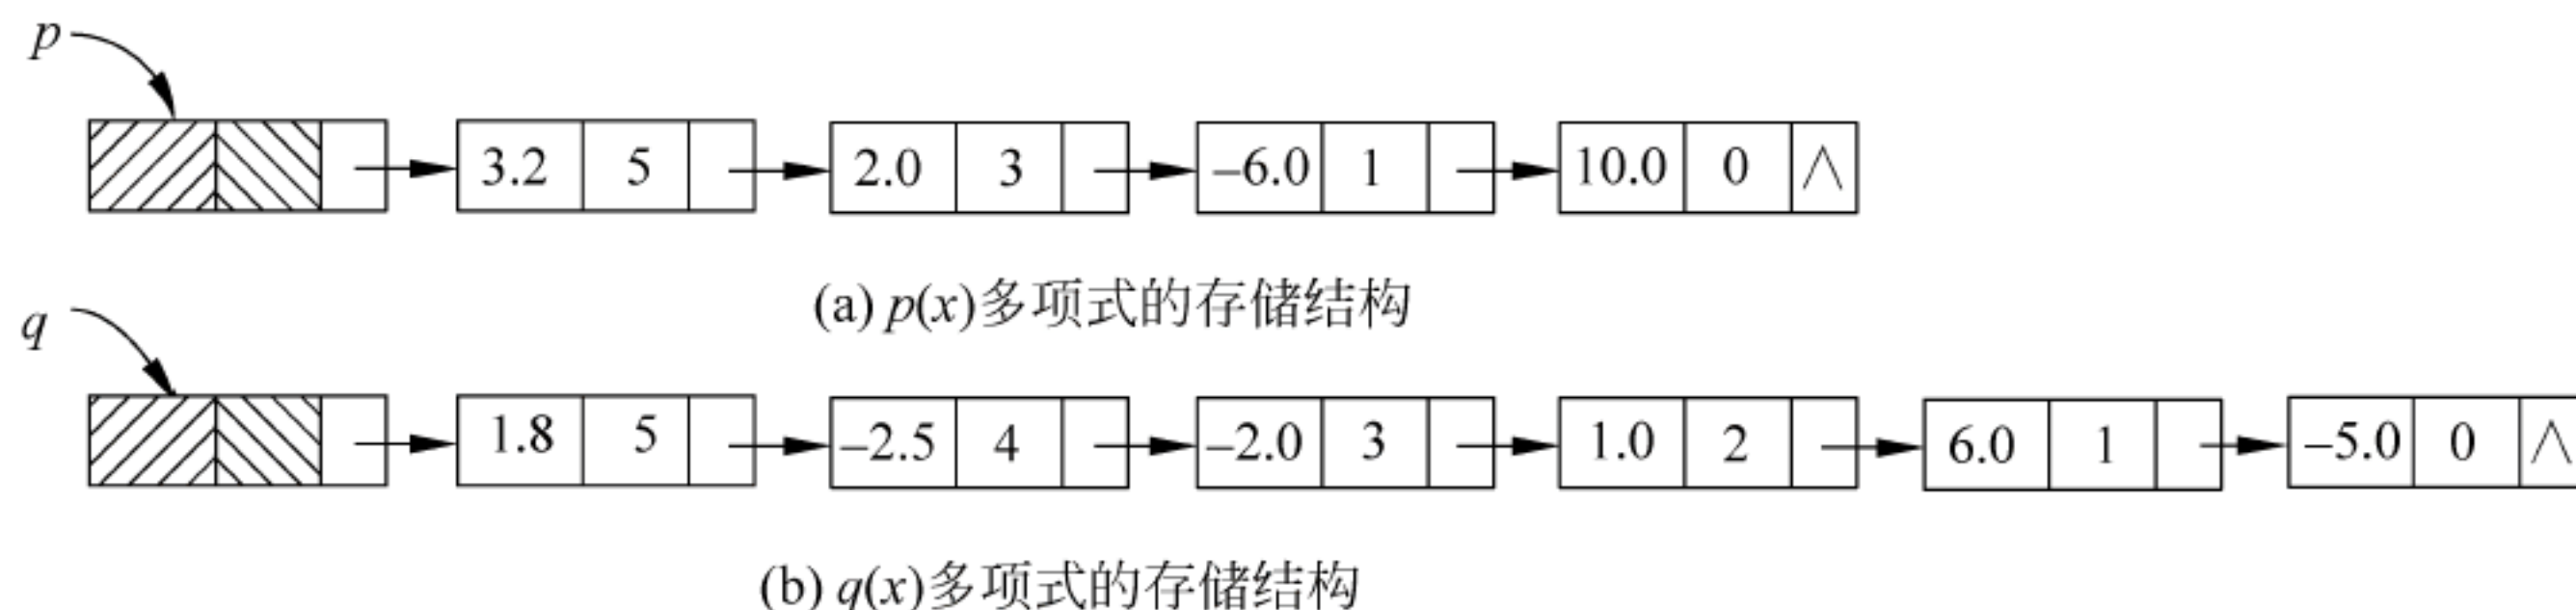 p
3.2 5 2.0 3 –6.0 1 10.0 0 ∧
(a) p(x)多项式的存储结构
q
1.8 5 –2.5 4 –2.0 3 1.0 2 6.0 1 –5.0 0 ∧
(b) q(x)多项式的存储结构